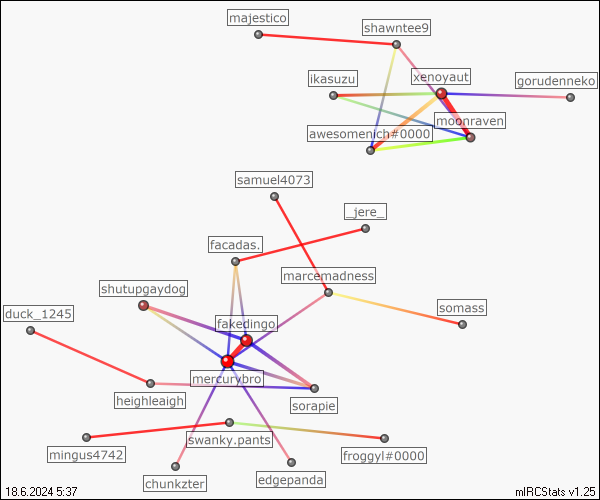 majestico
shawntee9
ikasuzu
xenoyaut
gorudenneko
moonraven
awesomenich#0000
samuel4073
_jere_
facadas.
marcemadness
shutupgaydog
duck_1245
somass
fakedingo
mercurybro
heighleaigh
sorapie
swanky.pants
mingus4742
froggyl#0000
chunkzter
edgepanda
18.6.2024 5:37
mIRCStats v1.25